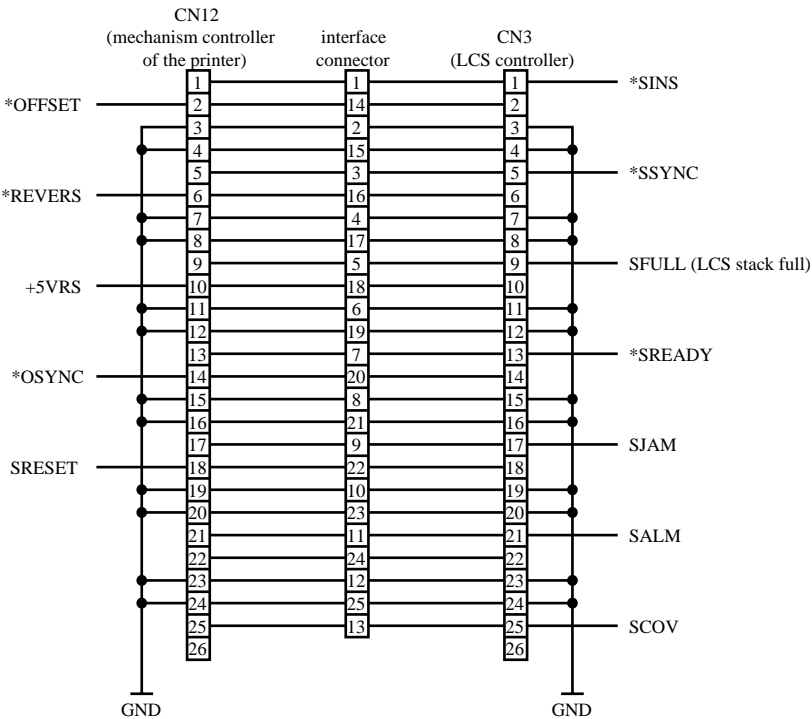 CN12
(mechanism controller
of the printer)
interface
connector
CN3
(LCS controller)
1 1 1 *SINS
*OFFSET 2 14 2
3 2 3
4 15 4
5 3 5 *SSYNC
*REVERS 6 16 6
7 4 7
8 17 8
9 5 9 SFULL (LCS stack full)
+5VRS 10 18 10
11 6 11
12 19 12
13 7 13 *SREADY
*OSYNC 14 20 14
15 8 15
16 21 16
17 9 17 SJAM
SRESET 18 22 18
19 10 19
20 23 20
21 11 21 SALM
22 24 22
23 12 23
24 25 24
25 13 25 SCOV
26 26
GND GND